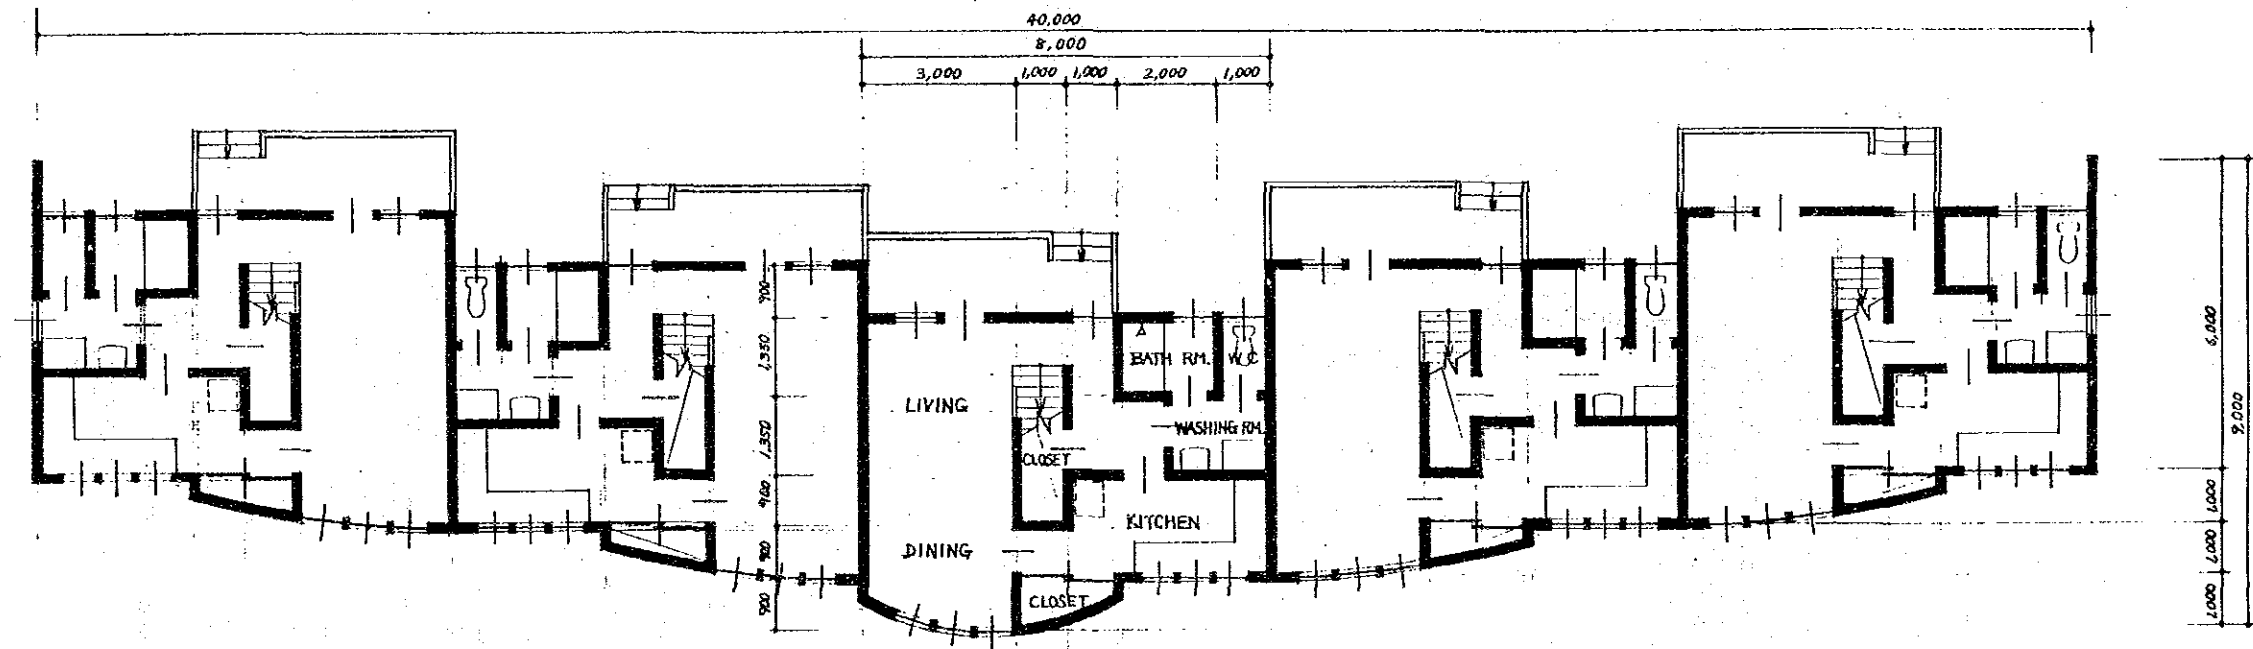 40,000
8,000
3,000 1,000 1,000 2,000 1,000
BATH RM. W.C
LIVING
WASHING RM.
CLOSET
KITCHEN
DINING
CLOSET
900
1,350
1,350
900
900
900
6,000
9,000
1,000
1,000
1,000